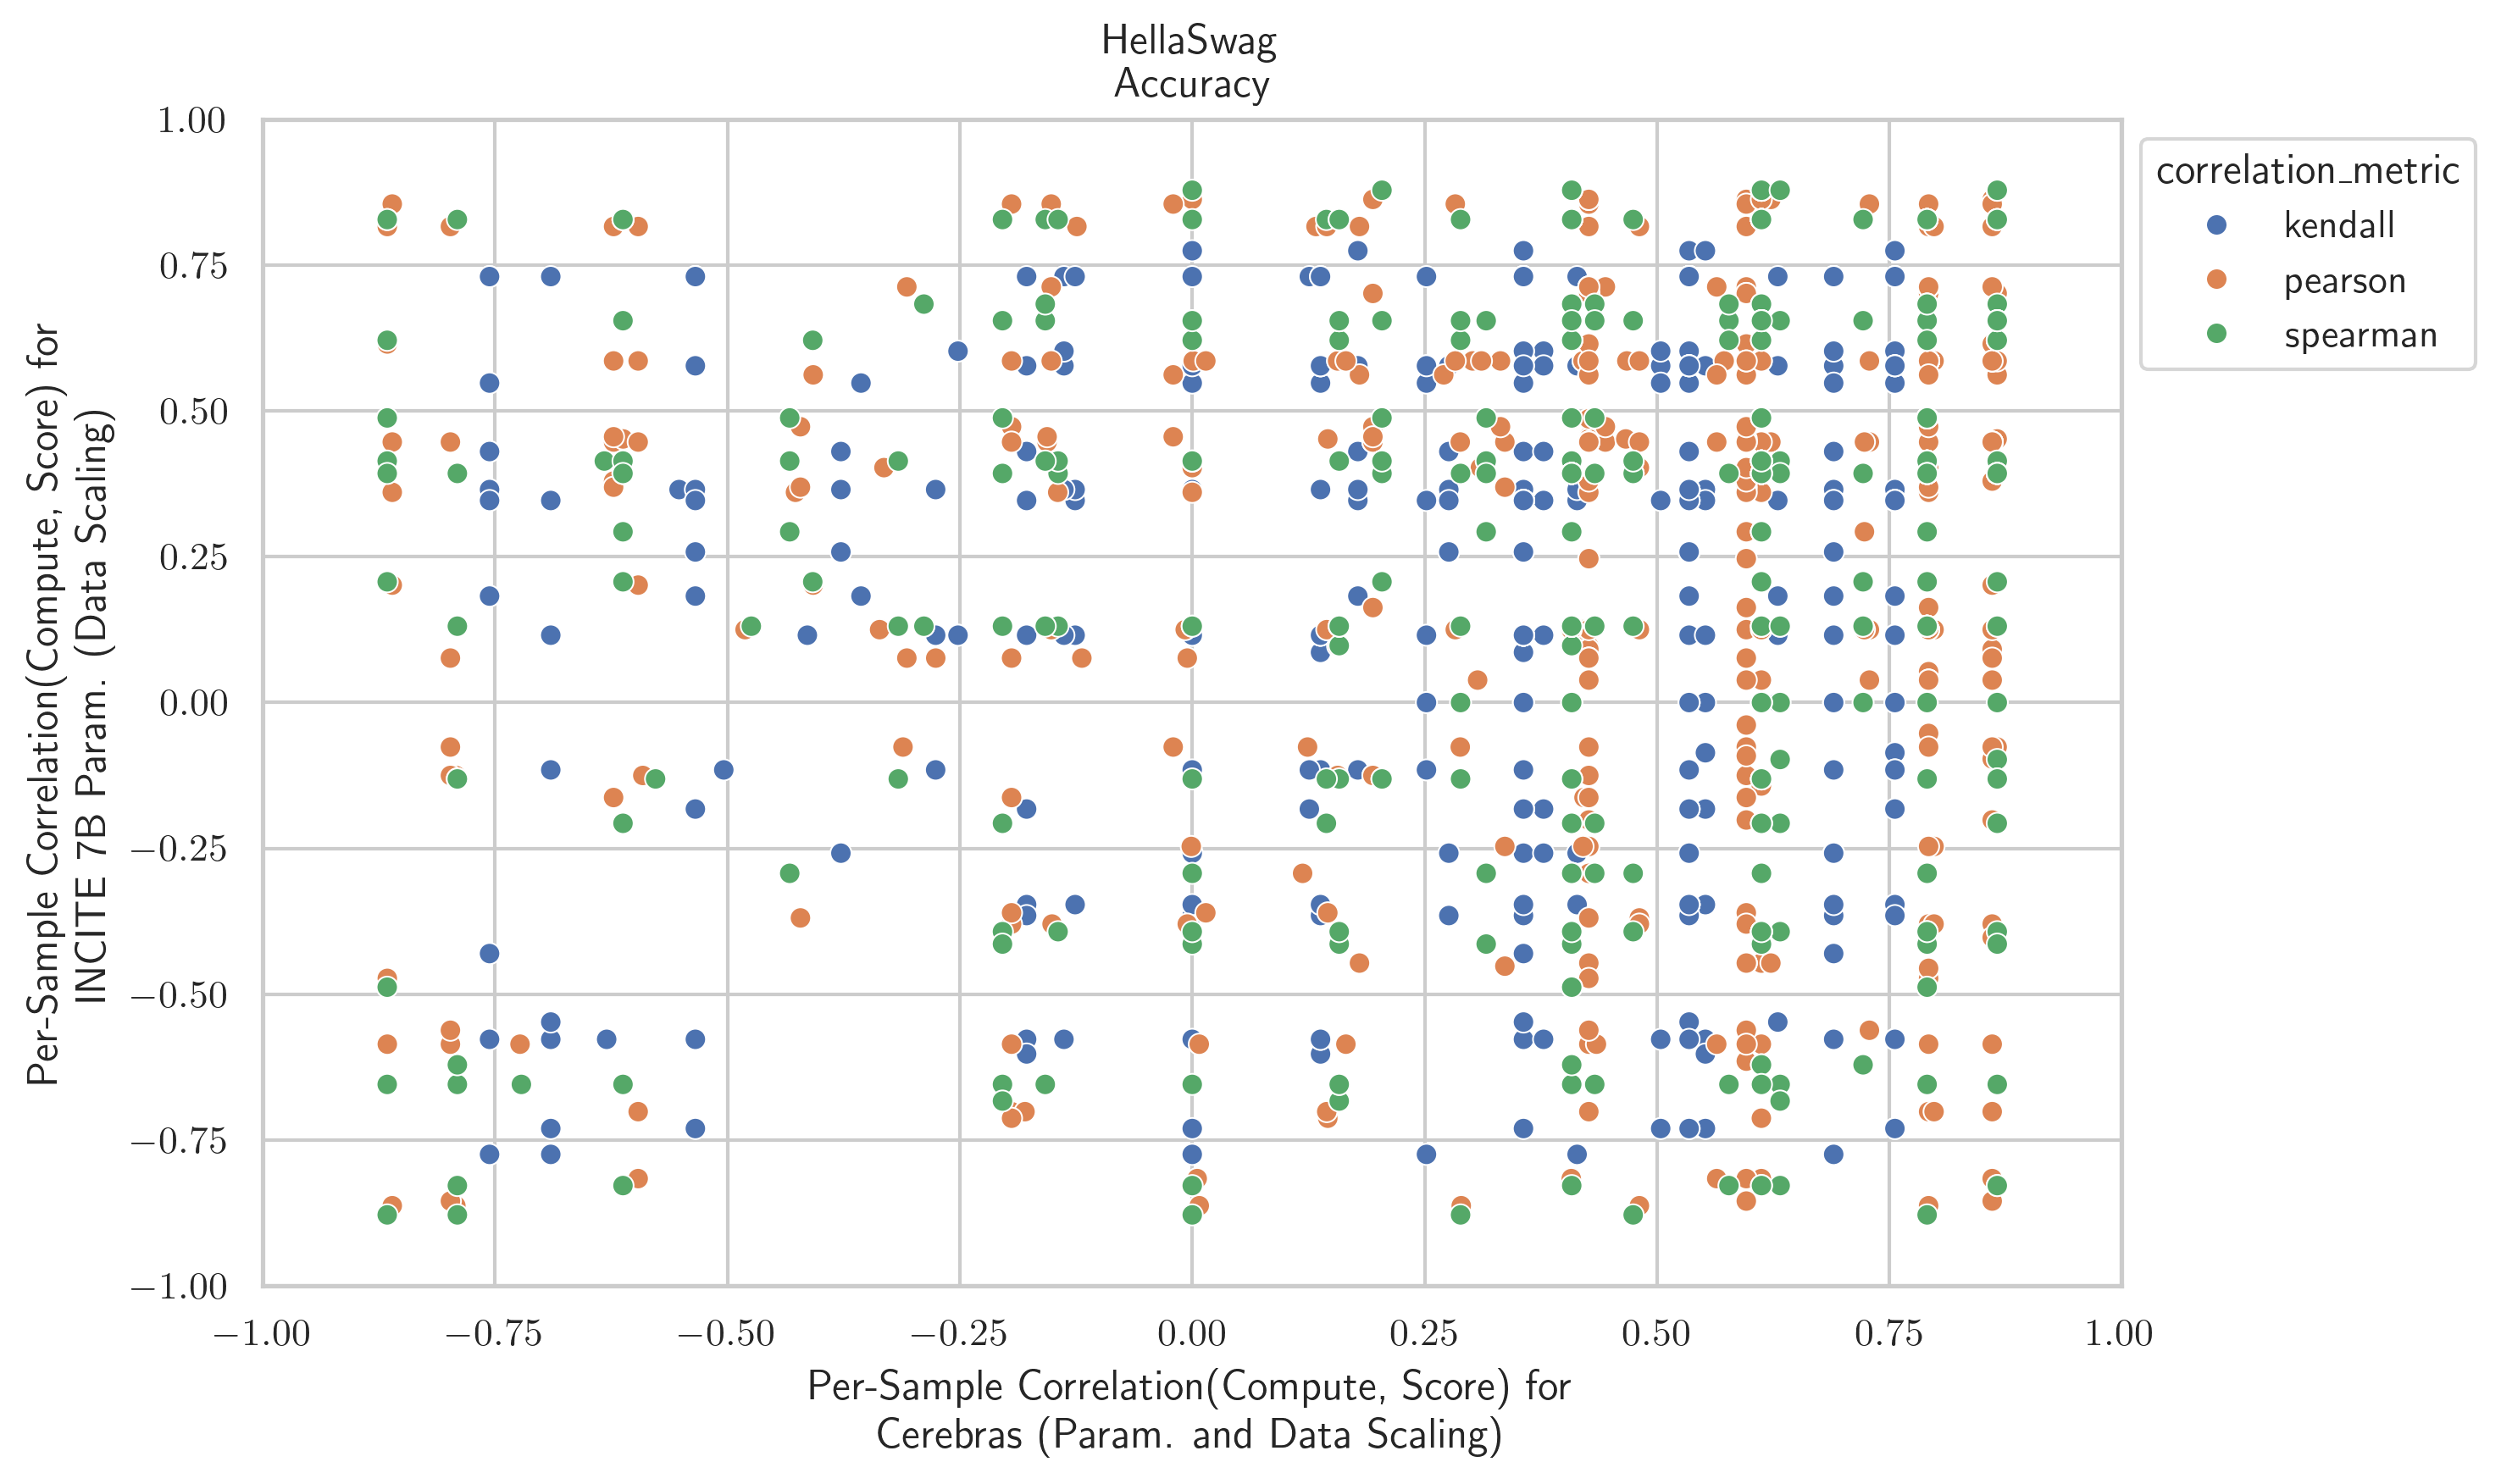 HellaSwag
Accuracy
Per-Sample Correlation(Compute, Score) for
INCITE 7B Param. (Data Scaling)
1.00
0.75
0.50
0.25
0.00
−0.25
−0.50
−0.75
−1.00
−1.00 −0.75 −0.50 −0.25 0.00 0.25 0.50 0.75 1.00
Per-Sample Correlation(Compute, Score) for
Cerebras (Param. and Data Scaling)
correlation_metric
kendall
pearson
spearman